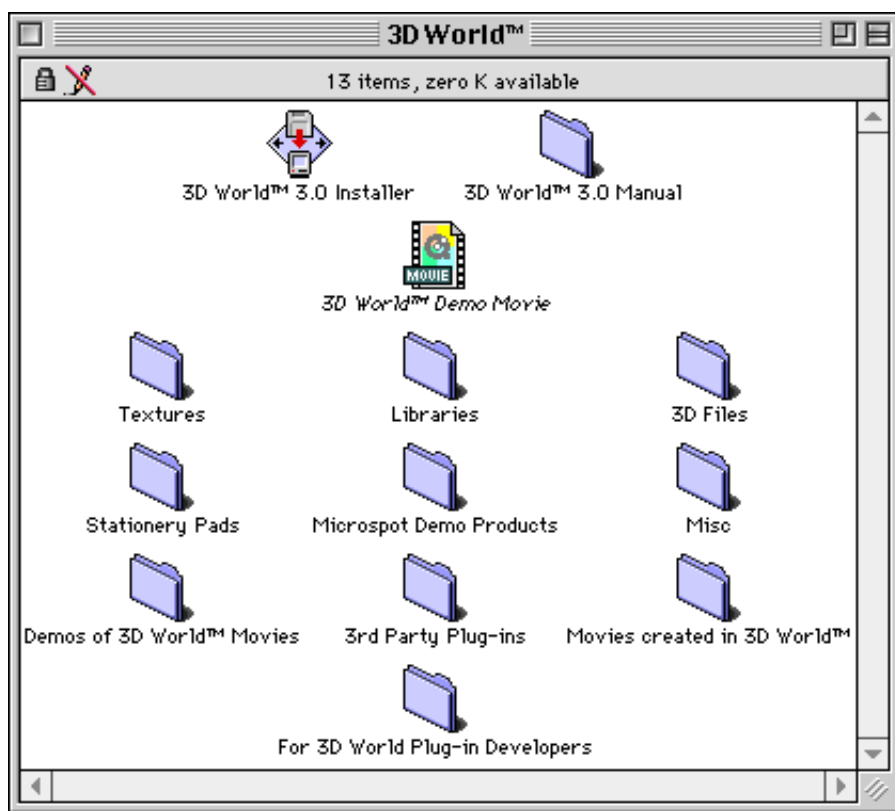 3D World™
13 items, zero K available
3D World™ 3.0 Installer
3D World™ 3.0 Manual
MOVIE
3D World™ Demo Movie
Textures
Libraries
3D Files
Stationery Pads
Microspot Demo Products
Misc
Demos of 3D World™ Movies
3rd Party Plug-ins
Movies created in 3D World™
For 3D World Plug-in Developers